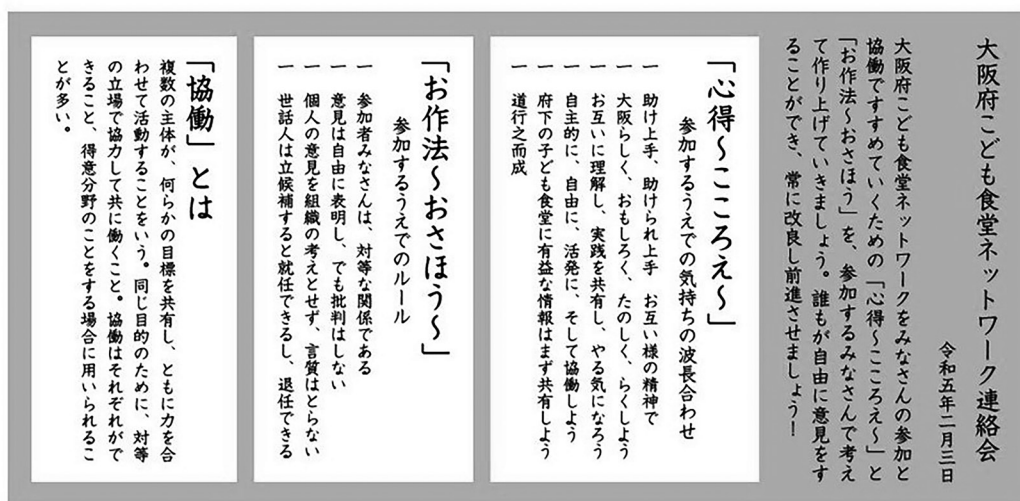 大阪府こども食堂ネットワーク連絡会
令和五年二月三日
大阪府こども食堂ネットワークをみなさんの参加と
協働ですすめていくための「心得～こころえ～」と
「お作法～おさほう」を、参加するみなさんで考え
て作り上げていきましょう。誰もが自由に意見をす
ることができ、常に改良し前進させましょう！
「心得～こころえ～」
参加するうえでの気持ちの波長合わせ
一 助け上手、助けられ上手 お互い様の精神で
一 大阪らしく、おもしろく、たのしく、らくしよう
一 お互いに理解し、実践を共有し、やる気になろう
一 自主的に、自由に、活発に、そして協働しよう
一 府下の子ども食堂に有益な情報はまず共有しよう
一 道行之而成
「お作法～おさほう～」
参加するうえでのルール
一 参加者みなさんは、対等な関係である
一 意見は自由に表明し、でも批判はしない
一 個人の意見を組織の考えとせず、言質はとらない
一 世話人は立候補すると就任できるし、退任できる
「協働」とは
複数の主体が、何らかの目標を共有し、ともに力を合
わせて活動することをいう。同じ目的のために、対等
の立場で協力して共に働くこと。協働はそれぞれがで
きること、得意分野のことをする場合に用いられるこ
とが多い。